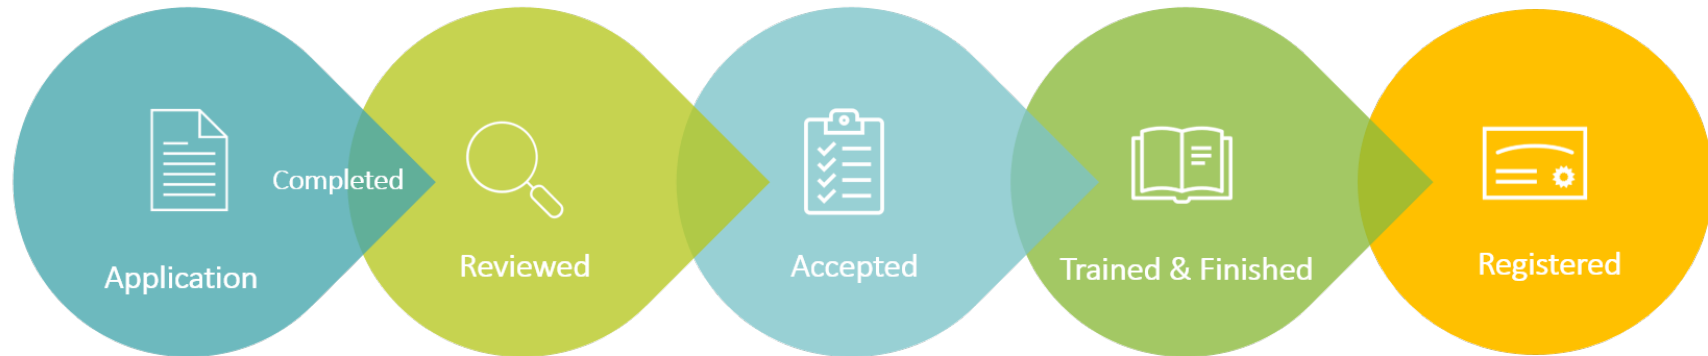 Application
Completed
Reviewed
Accepted
Trained & Finished
Registered